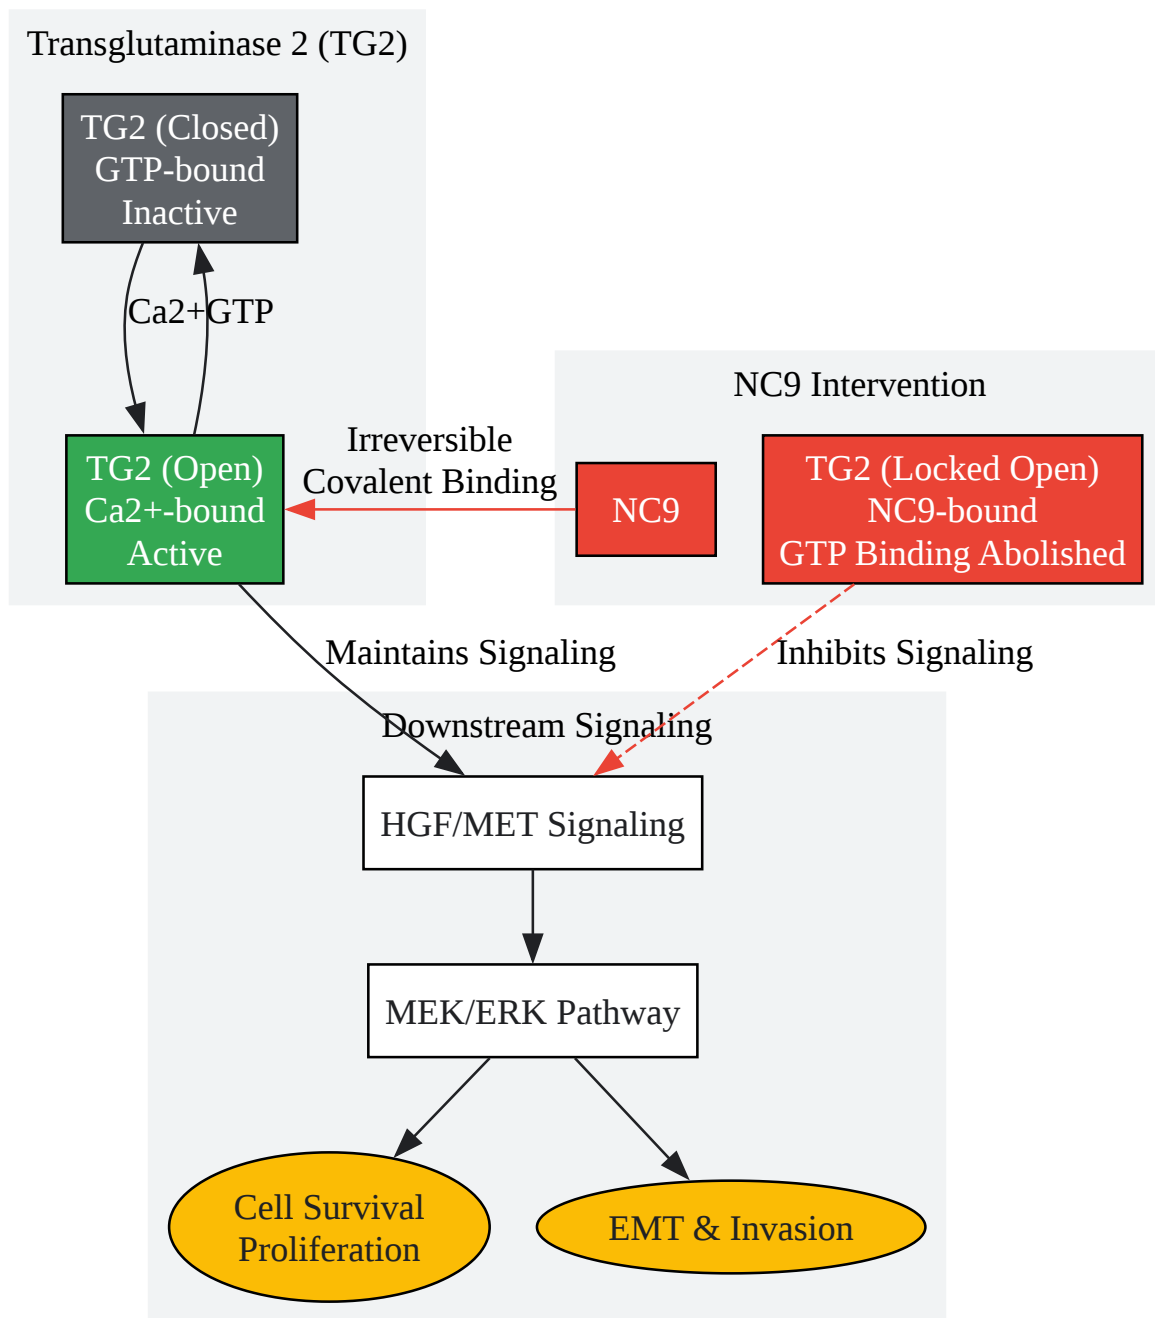 Transglutaminase 2 (TG2)
TG2 (Closed)
GTP-bound
Inactive
Ca2+
GTP
NC9 Intervention
TG2 (Open)
Ca2+-bound
Active
Irreversible
Covalent Binding
NC9
TG2 (Locked Open)
NC9-bound
GTP Binding Abolished
Maintains Signaling
Inhibits Signaling
Downstream Signaling
HGF/MET Signaling
MEK/ERK Pathway
Cell Survival
Proliferation
EMT & Invasion